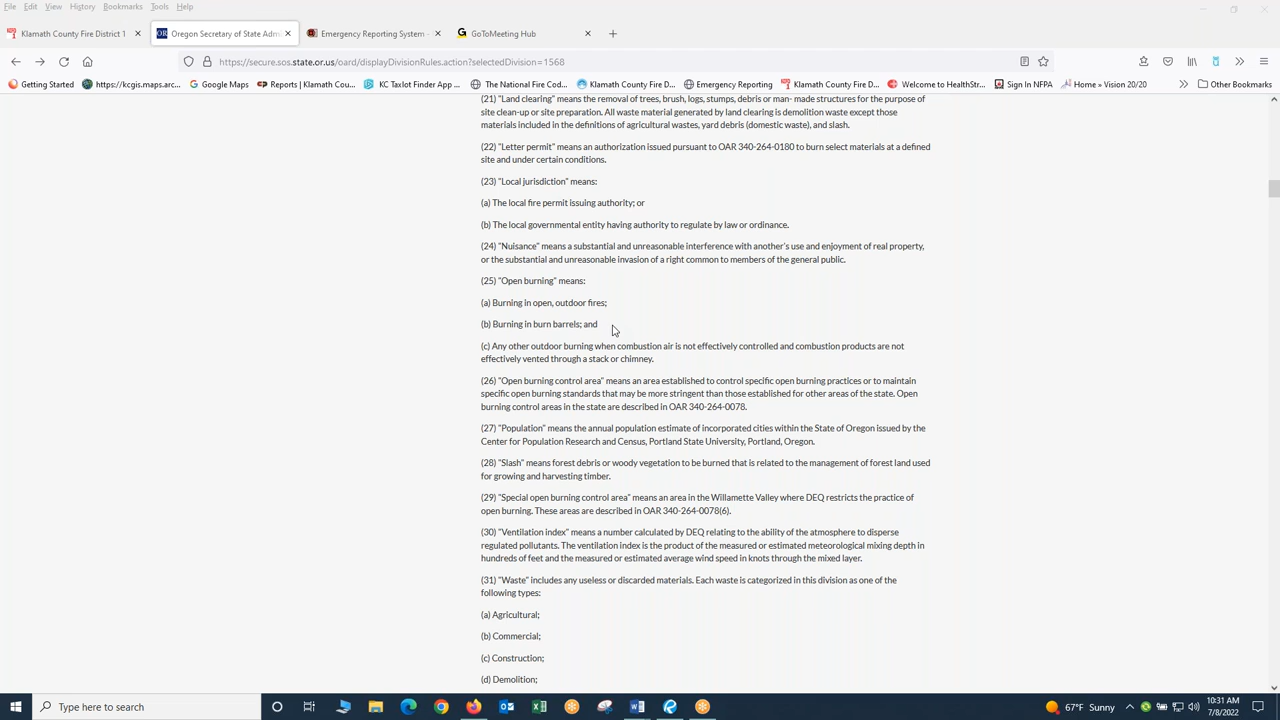 File Edit View History Bookmarks Tools Help
Klamath County Fire District 1
Oregon Secretary of State Adm
Emergency Reporting System -
GoToMeeting Hub
https://secure.sos.state.or.us/oard/displayDivisionRules.action?selectedDivision=1568
Getting Started https://kcgis.maps.arc... Google Maps Reports | Klamath Cou... KC Taxlot Finder App ... The National Fire Cod... Klamath County Fire D... Emergency Reporting Klamath County Fire D... Welcome to HealthStr... Sign In NFPA Home » Vision 20/20 Other Bookmarks
(21) "Land clearing" means the removal of trees, brush, logs, stumps, debris or man- made structures for the purpose of
site clean-up or site preparation. All waste material generated by land clearing is demolition waste except those
materials included in the definitions of agricultural wastes, yard debris (domestic waste), and slash.
(22) "Letter permit" means an authorization issued pursuant to OAR 340-264-0180 to burn select materials at a defined
site and under certain conditions.
(23) "Local jurisdiction" means:
(a) The local fire permit issuing authority; or
(b) The local governmental entity having authority to regulate by law or ordinance.
(24) "Nuisance" means a substantial and unreasonable interference with another's use and enjoyment of real property,
or the substantial and unreasonable invasion of a right common to members of the general public.
(25) "Open burning" means:
(a) Burning in open, outdoor fires;
(b) Burning in burn barrels; and
(c) Any other outdoor burning when combustion air is not effectively controlled and combustion products are not
effectively vented through a stack or chimney.
(26) "Open burning control area" means an area established to control specific open burning practices or to maintain
specific open burning standards that may be more stringent than those established for other areas of the state. Open
burning control areas in the state are described in OAR 340-264-0078.
(27) "Population" means the annual population estimate of incorporated cities within the State of Oregon issued by the
Center for Population Research and Census, Portland State University, Portland, Oregon.
(28) "Slash" means forest debris or woody vegetation to be burned that is related to the management of forest land used
for growing and harvesting timber.
(29) "Special open burning control area" means an area in the Willamette Valley where DEQ restricts the practice of
open burning. These areas are described in OAR 340-264-0078(6).
(30) "Ventilation index" means a number calculated by DEQ relating to the ability of the atmosphere to disperse
regulated pollutants. The ventilation index is the product of the measured or estimated meteorological mixing depth in
hundreds of feet and the measured or estimated average wind speed in knots through the mixed layer.
(31) "Waste" includes any useless or discarded materials. Each waste is categorized in this division as one of the
following types:
(a) Agricultural;
(b) Commercial;
(c) Construction;
(d) Demolition;
Type here to search
67°F Sunny
10:31 AM
7/8/2022